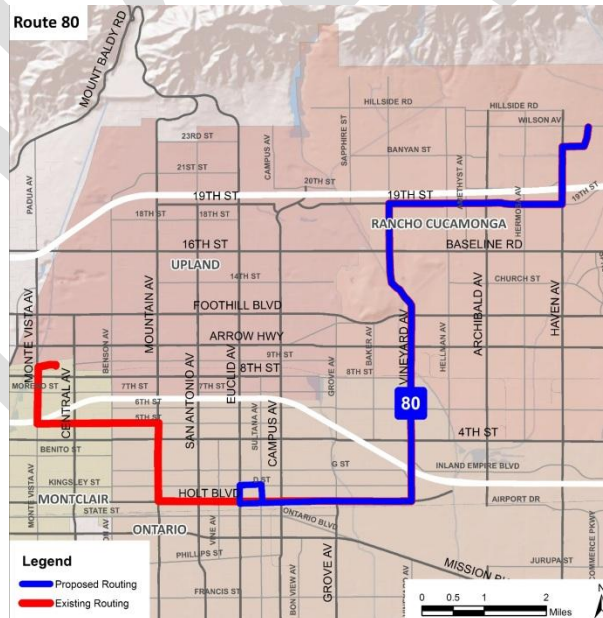 Route 80
MOUNT BALDY RD
HILLSIDE RD
HILLSIDE RD
WILSON AV
23RD ST
CAMPUS AV
SAPPHIRE ST
BANYAN ST
21ST ST
PADUA AV
20TH ST
AMETHYST AV
HERMOSA AV
19TH ST
19TH ST
19TH ST
18TH ST
18TH ST
RANCHO CUCAMONGA
16TH ST
BASELINE RD
UPLAND
14TH ST
CHURCH ST
MONTE VISTA AV
MOUNTAIN AV
FOOTHILL BLVD
ARCHIBALD AV
HAVEN AV
BENSON AV
ARROW HWY
BAKER AV
VINEYARD AV
HELLMAN AV
9TH ST
8TH ST
8TH ST
CENTRAL AV
SAN ANTONIO AV
EUCLID AV
GROVE AV
MORENO ST
7TH ST
7TH ST
6TH ST
5TH ST
SULTANA AV
CAMPUS AV
80
4TH ST
BENITO ST
G ST
INLAND EMPIRE BLVD
KINGSLEY ST
D ST
MONTE VISTA AV
MONTCLAIR
HOLT BLVD
AIRPORT DR
STATE ST
ONTARIO BLVD
ONTARIO
VINE AV
PHILLIPS ST
BON VIEW AV
GROVE AV
MISSION
JURUPA ST
COMMERCE PKWY
FRANCIS ST
Legend
Proposed Routing
Existing Routing
0 0.5 1 2
Miles
N